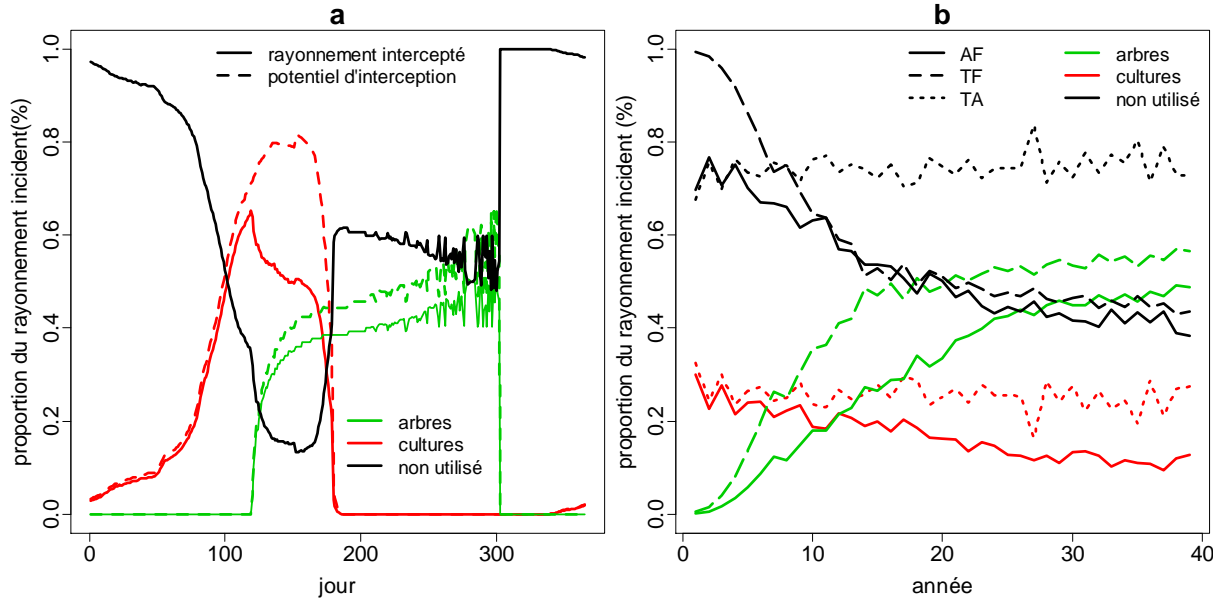 a
proportion du rayonnement incident(%)
1.0
0.8
0.6
0.4
0.2
0.0
rayonnement intercepté
potentiel d'interception
arbres
cultures
non utilisé
0
100
200
300
jour
b
proportion du rayonnement incident (%)
1.0
0.8
0.6
0.4
0.2
0.0
AF
TF
TA
arbres
cultures
non utilisé
0
10
20
30
40
année